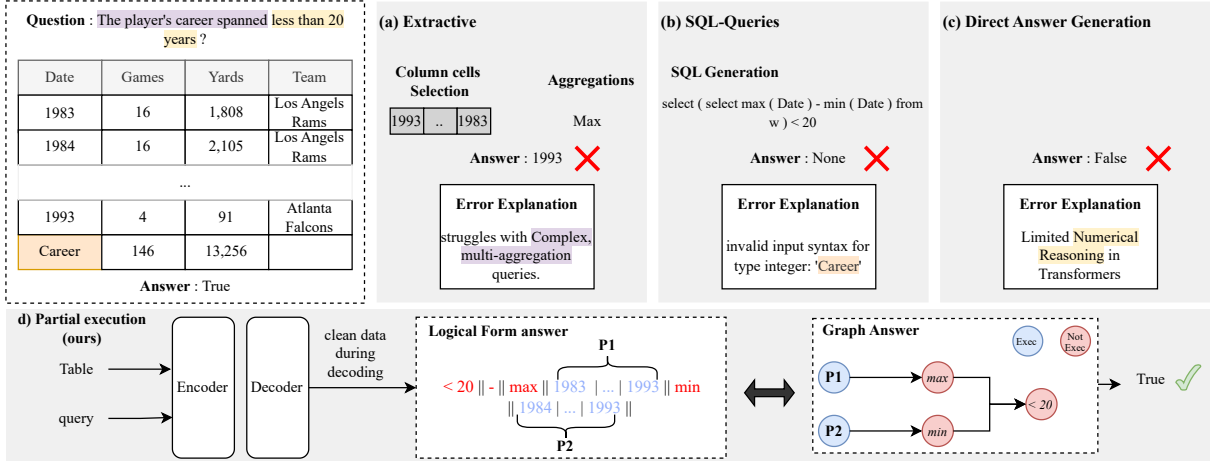 Question : The player's career spanned less than 20
years ?
Date Games Yards Team
1983 16 1,808 Los Angels
Rams
1984 16 2,105 Los Angels
Rams
...
1993 4 91 Atlanta
Falcons
Career 146 13,256
Answer : True
(a) Extractive
Column cells
Selection
Aggregations
1993 .. 1983
Max
Answer : 1993
Error Explanation
struggles with Complex,
multi-aggregation
queries.
(b) SQL-Queries
SQL Generation
select ( select max ( Date ) - min ( Date ) from
w ) < 20
Answer : None
Error Explanation
invalid input syntax for
type integer: 'Career'
(c) Direct Answer Generation
Answer : False
Error Explanation
Limited Numerical
Reasoning in
Transformers
d) Partial execution
(ours)
Table
query
Encoder
Decoder
clean data
during
decoding
Logical Form answer
P1
< 20 || - || max || 1983 | ... | 1993 || min
|| 1984 | ... | 1993 ||
P2
Graph Answer
Exec
Not
Exec
P1
max
< 20
P2
min
True